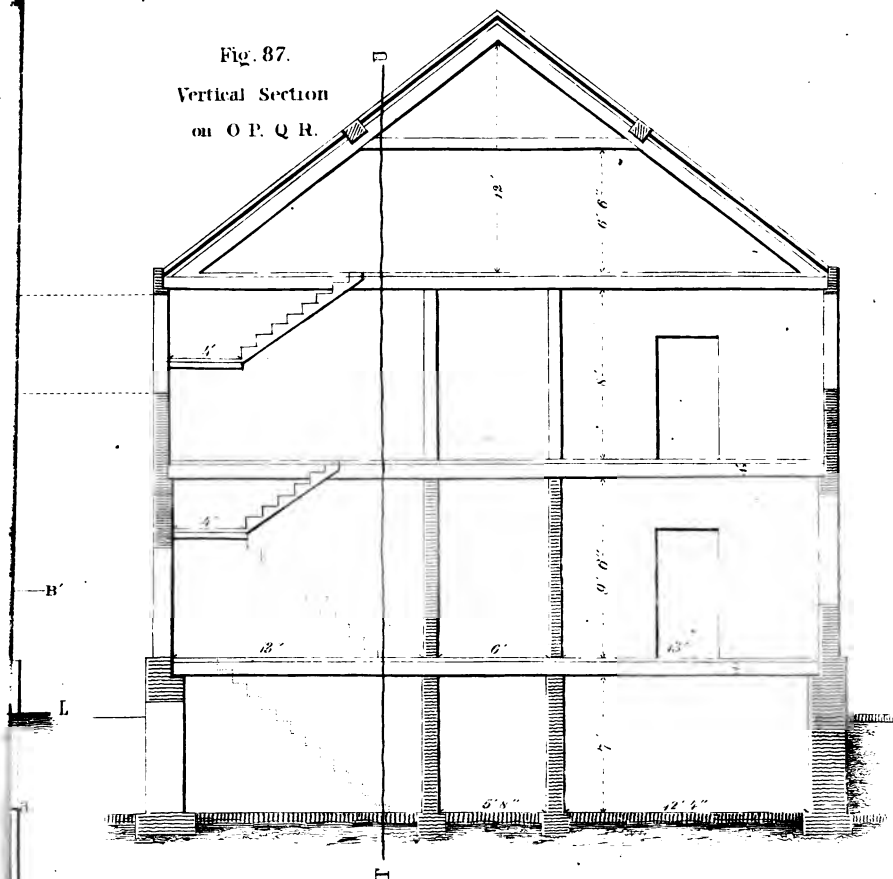 Fig. 87.
Vertical Section
on O P. Q R.
U
12'
6' 6"
4'
8'
4'
9' 6"
B'
13'
6'
13'
L
7'
5' 8"
12' 4"
T